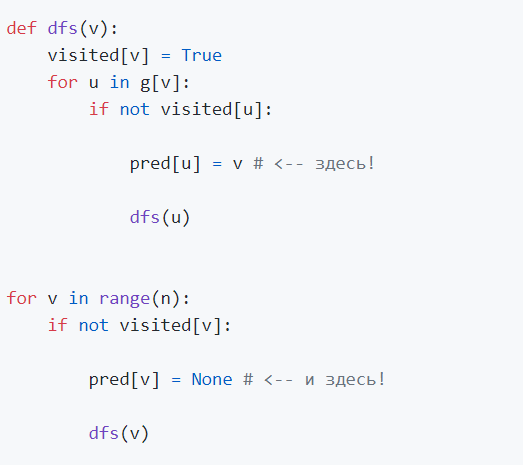 def dfs(v):
    visited[v] = True
    for u in g[v]:
        if not visited[u]:
            pred[u] = v # <-- здесь!
            dfs(u)
for v in range(n):
    if not visited[v]:
        pred[v] = None # <-- и здесь!
        dfs(v)